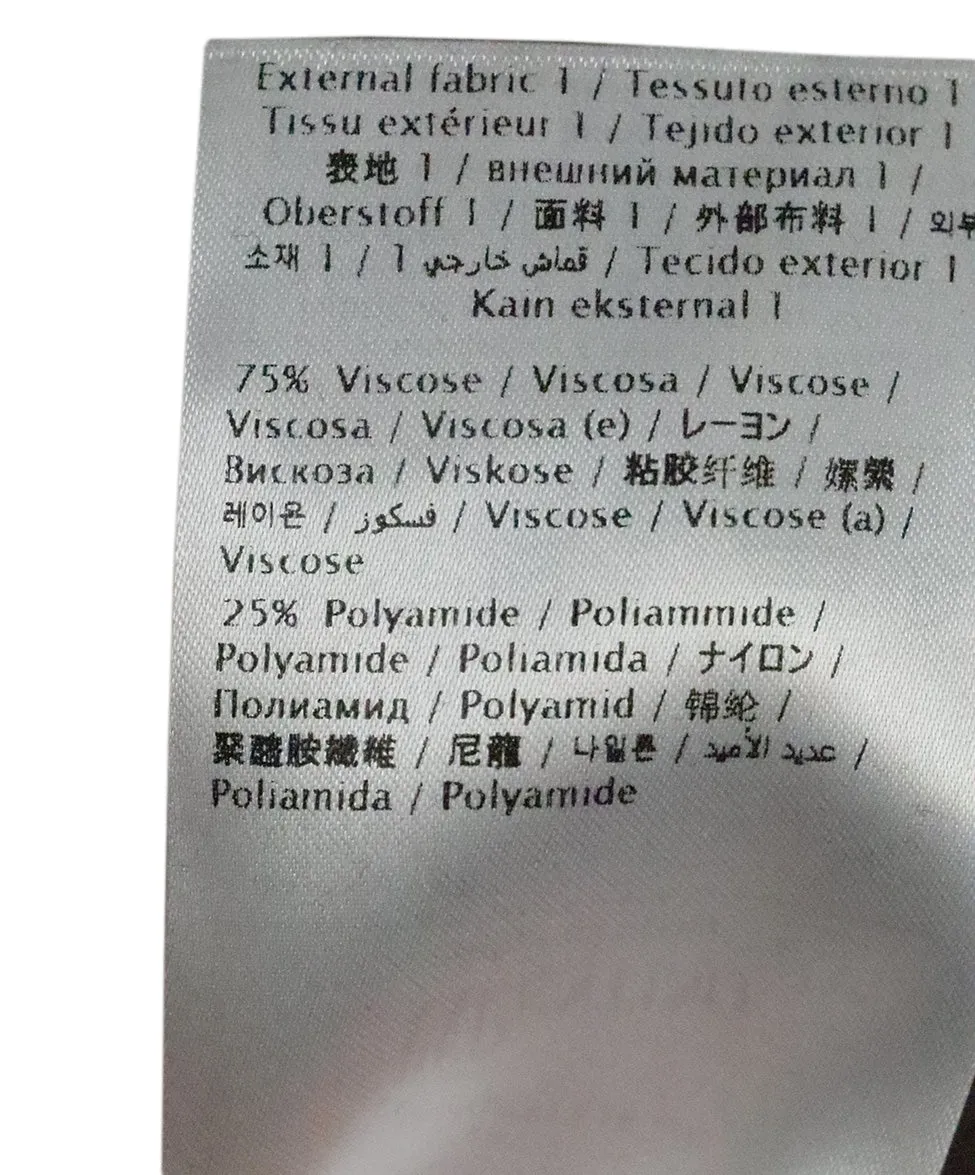 External fabric 1 / Tessuto esterno 1
Tissu extérieur 1 / Tejido exterior 1
表地 1 / внешний материал 1 /
Oberstoff 1 / 面料 1 / 外部布料 1 / 외부
소재 1 / 1 قماش خارجي / Tecido exterior 1
Kain eksternal 1
75% Viscose / Viscosa / Viscose /
Viscosa / Viscosa (e) / レーヨン /
Вискоза / Viskose / 粘胶纤维 / 嫘縈 /
레이온 / فسكوز / Viscose / Viscose (a) /
Viscose
25% Polyamide / Poliammide /
Polyamide / Poliamida / ナイロン /
Полиамид / Polyamid / 锦纶 /
聚醯胺纖維 / 尼龍 / 나일론 / عديد الأميد /
Poliamida / Polyamide